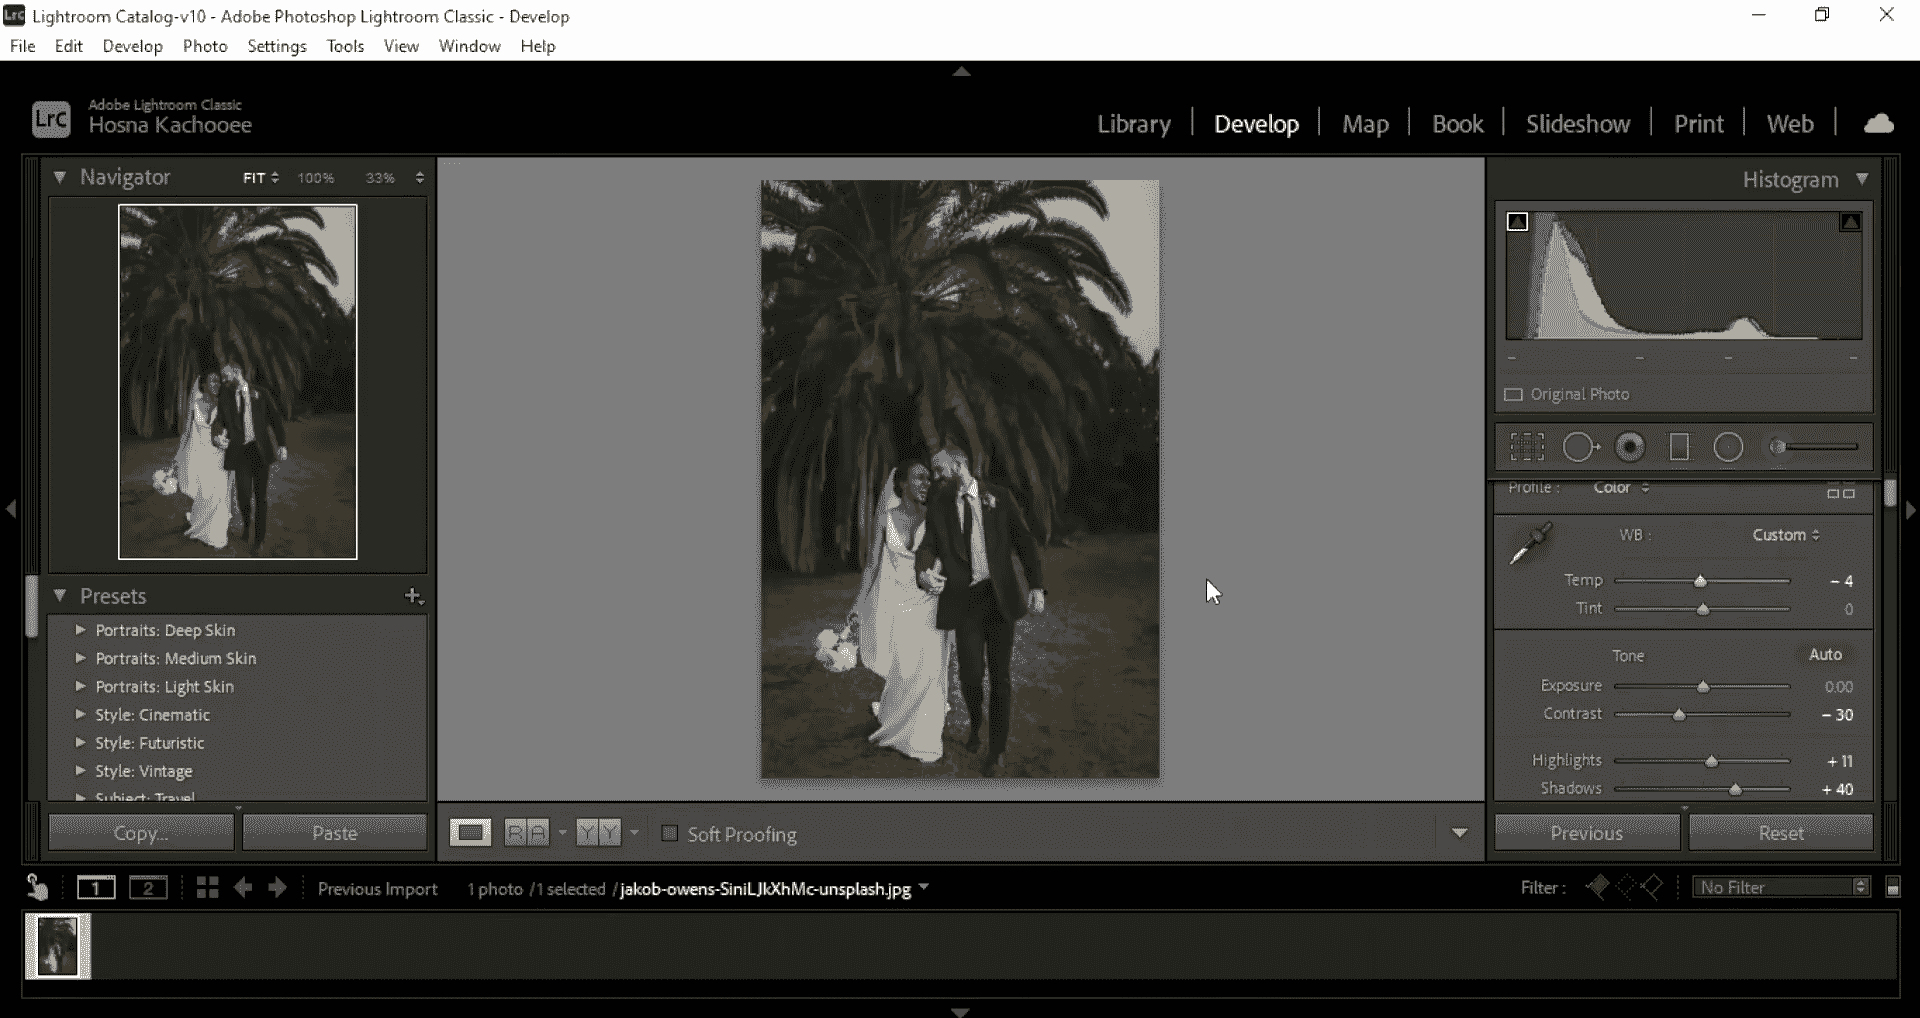 Lrc Lightroom Catalog-v10 - Adobe Photoshop Lightroom Classic - Develop
File Edit Develop Photo Settings Tools View Window Help
Lrc
Adobe Lightroom Classic
Hosna Kachooee
Library Develop Map Book Slideshow Print Web
Navigator FIT 100% 33%
Presets
Portraits: Deep Skin
Portraits: Medium Skin
Portraits: Light Skin
Style: Cinematic
Style: Futuristic
Style: Vintage
Subject: Travel
Copy... Paste
R A Y Y Soft Proofing
Histogram
Original Photo
Profile : Color
WB : Custom
Temp - 4
Tint 0
Tone Auto
Exposure 0.00
Contrast - 30
Highlights + 11
Shadows + 40
Previous Reset
1 2 Previous Import 1 photo / 1 selected / jakob-owens-SiniLJkXhMc-unsplash.jpg Filter : No Filter